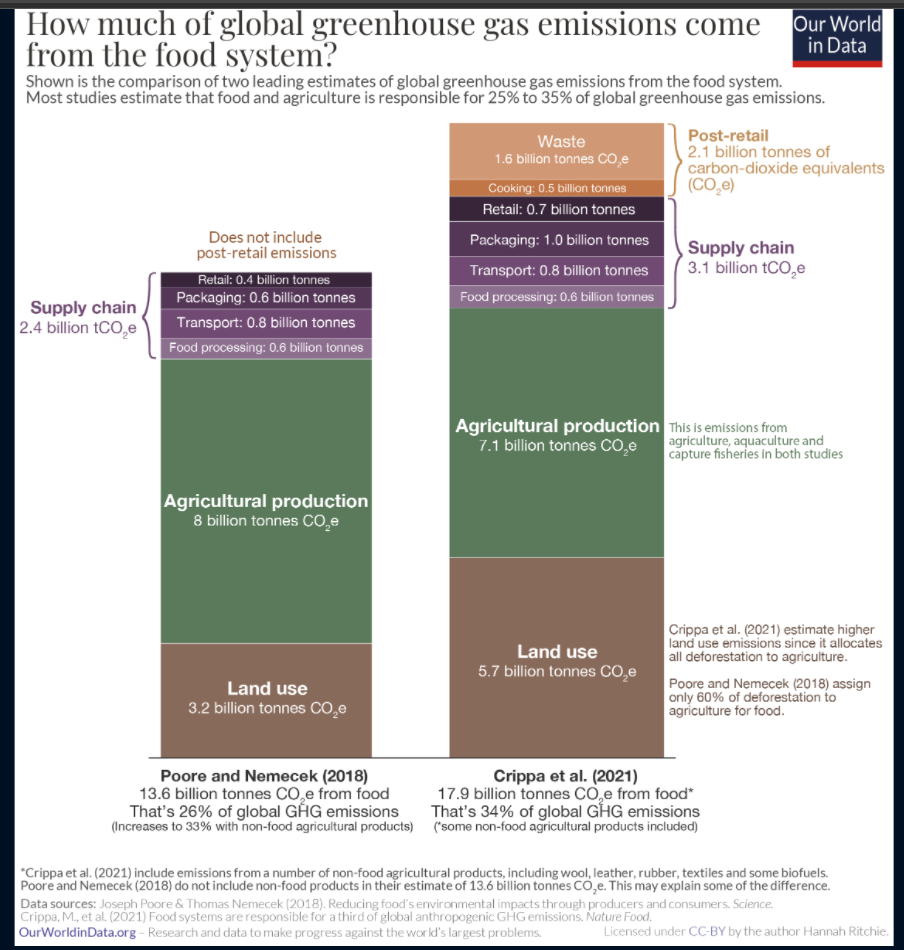 How much of global greenhouse gas emissions come
from the food system?
Our World
in Data
Shown is the comparison of two leading estimates of global greenhouse gas emissions from the food system.
Most studies estimate that food and agriculture is responsible for 25% to 35% of global greenhouse gas emissions.
Does not include
post-retail emissions
Supply chain
2.4 billion tCO₂e
Retail: 0.4 billion tonnes
Packaging: 0.6 billion tonnes
Transport: 0.8 billion tonnes
Food processing: 0.6 billion tonnes
Agricultural production
8 billion tonnes CO₂e
Land use
3.2 billion tonnes CO₂e
Poore and Nemecek (2018)
13.6 billion tonnes CO₂e from food
That's 26% of global GHG emissions
(Increases to 33% with non-food agricultural products)
Waste
1.6 billion tonnes CO₂e
Cooking: 0.5 billion tonnes
Retail: 0.7 billion tonnes
Packaging: 1.0 billion tonnes
Transport: 0.8 billion tonnes
Food processing: 0.6 billion tonnes
Agricultural production
7.1 billion tonnes CO₂e
Land use
5.7 billion tonnes CO₂e
Crippa et al. (2021)
17.9 billion tonnes CO₂e from food*
That's 34% of global GHG emissions
(*some non-food agricultural products included)
Post-retail
2.1 billion tonnes of
carbon-dioxide equivalents
(CO₂e)
Supply chain
3.1 billion tCO₂e
This is emissions from
agriculture, aquaculture and
capture fisheries in both studies
Crippa et al. (2021) estimate higher
land use emissions since it allocates
all deforestation to agriculture.
Poore and Nemecek (2018) assign
only 60% of deforestation to
agriculture for food.
*Crippa et al. (2021) include emissions from a number of non-food agricultural products, including wool, leather, rubber, textiles and some biofuels.
Poore and Nemecek (2018) do not include non-food products in their estimate of 13.6 billion tonnes CO₂e. This may explain some of the difference.
Data sources: Joseph Poore & Thomas Nemecek (2018). Reducing food's environmental impacts through producers and consumers. Science.
Crippa, M., et al. (2021) Food systems are responsible for a third of global anthropogenic GHG emissions. Nature Food.
OurWorldinData.org – Research and data to make progress against the world's largest problems.
Licensed under CC-BY by the author Hannah Ritchie.